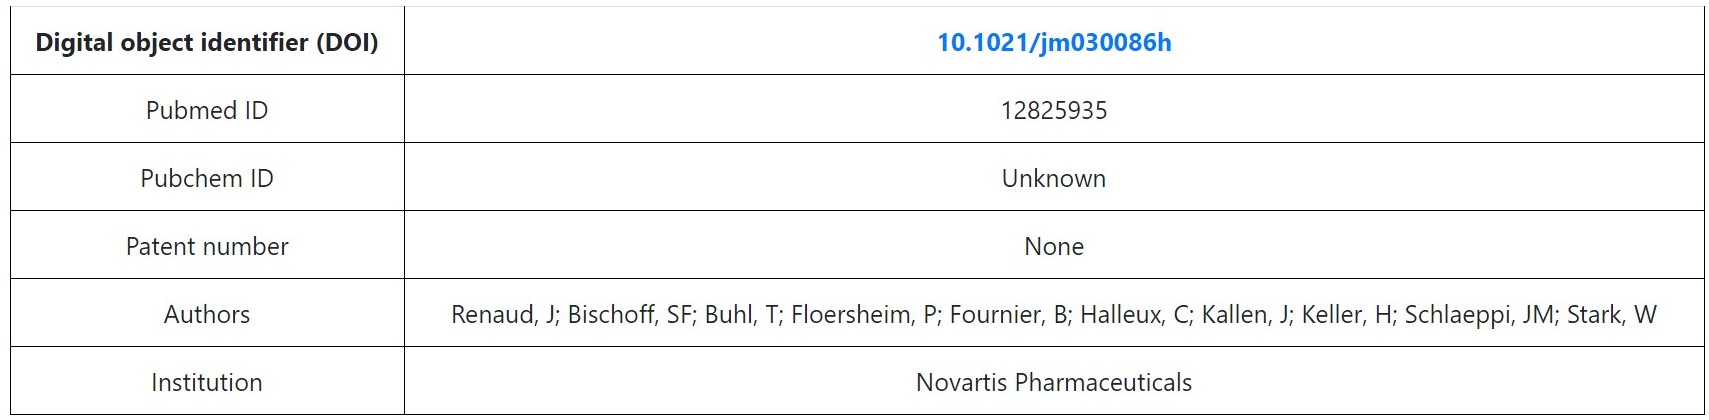 Digital object identifier (DOI) 10.1021/jm030086h
Pubmed ID 12825935
Pubchem ID Unknown
Patent number None
Authors Renaud, J; Bischoff, SF; Buhl, T; Floersheim, P; Fournier, B; Halleux, C; Kallen, J; Keller, H; Schlaeppi, JM; Stark, W
Institution Novartis Pharmaceuticals